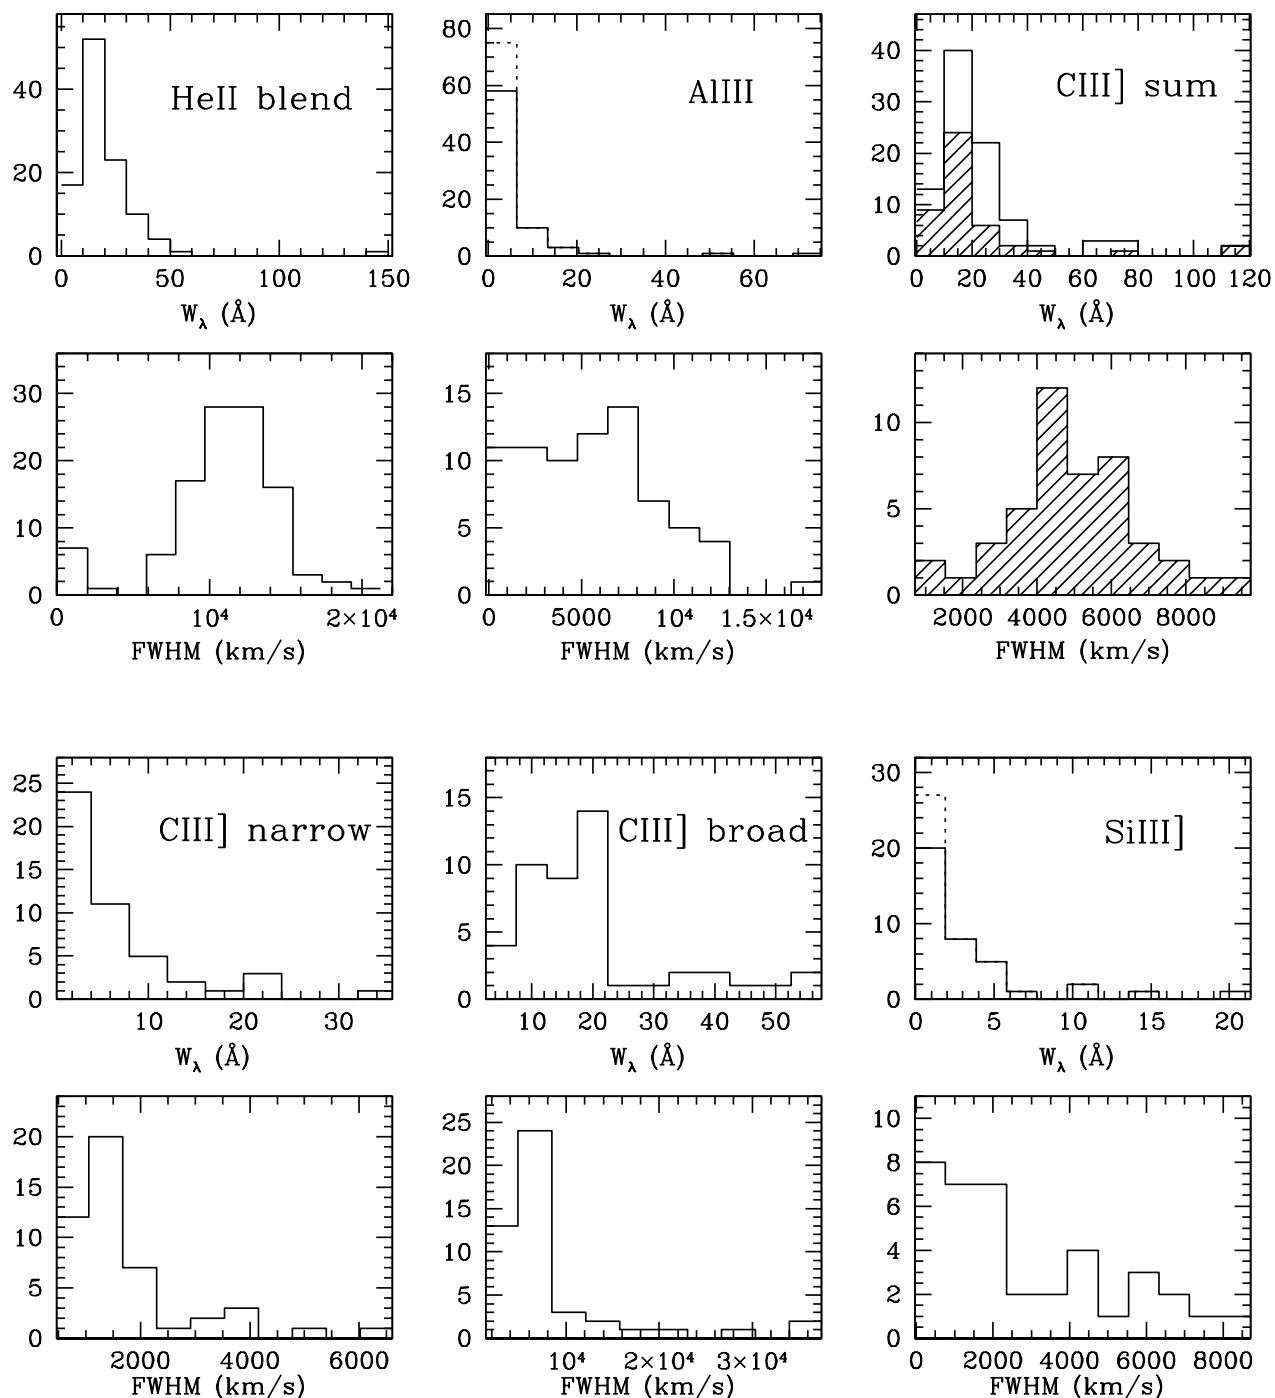 HeII blend
40
20
0
0 50 100 150
W_λ (Å)
AlIII
80
60
40
20
0
0 20 40 60
W_λ (Å)
CIII] sum
40
30
20
10
0
0 20 40 60 80 100 120
W_λ (Å)
30
20
10
0
0 10⁴ 2×10⁴
FWHM (km/s)
15
10
5
0
0 5000 10⁴ 1.5×10⁴
FWHM (km/s)
10
5
0
2000 4000 6000 8000
FWHM (km/s)
CIII] narrow
25
20
15
10
5
0
10 20 30
W_λ (Å)
CIII] broad
15
10
5
0
10 20 30 40 50
W_λ (Å)
SiIII]
30
20
10
0
0 5 10 15 20
W_λ (Å)
20
15
10
5
0
2000 4000 6000
FWHM (km/s)
25
20
15
10
5
0
10⁴ 2×10⁴ 3×10⁴
FWHM (km/s)
10
8
6
4
2
0
0 2000 4000 6000 8000
FWHM (km/s)